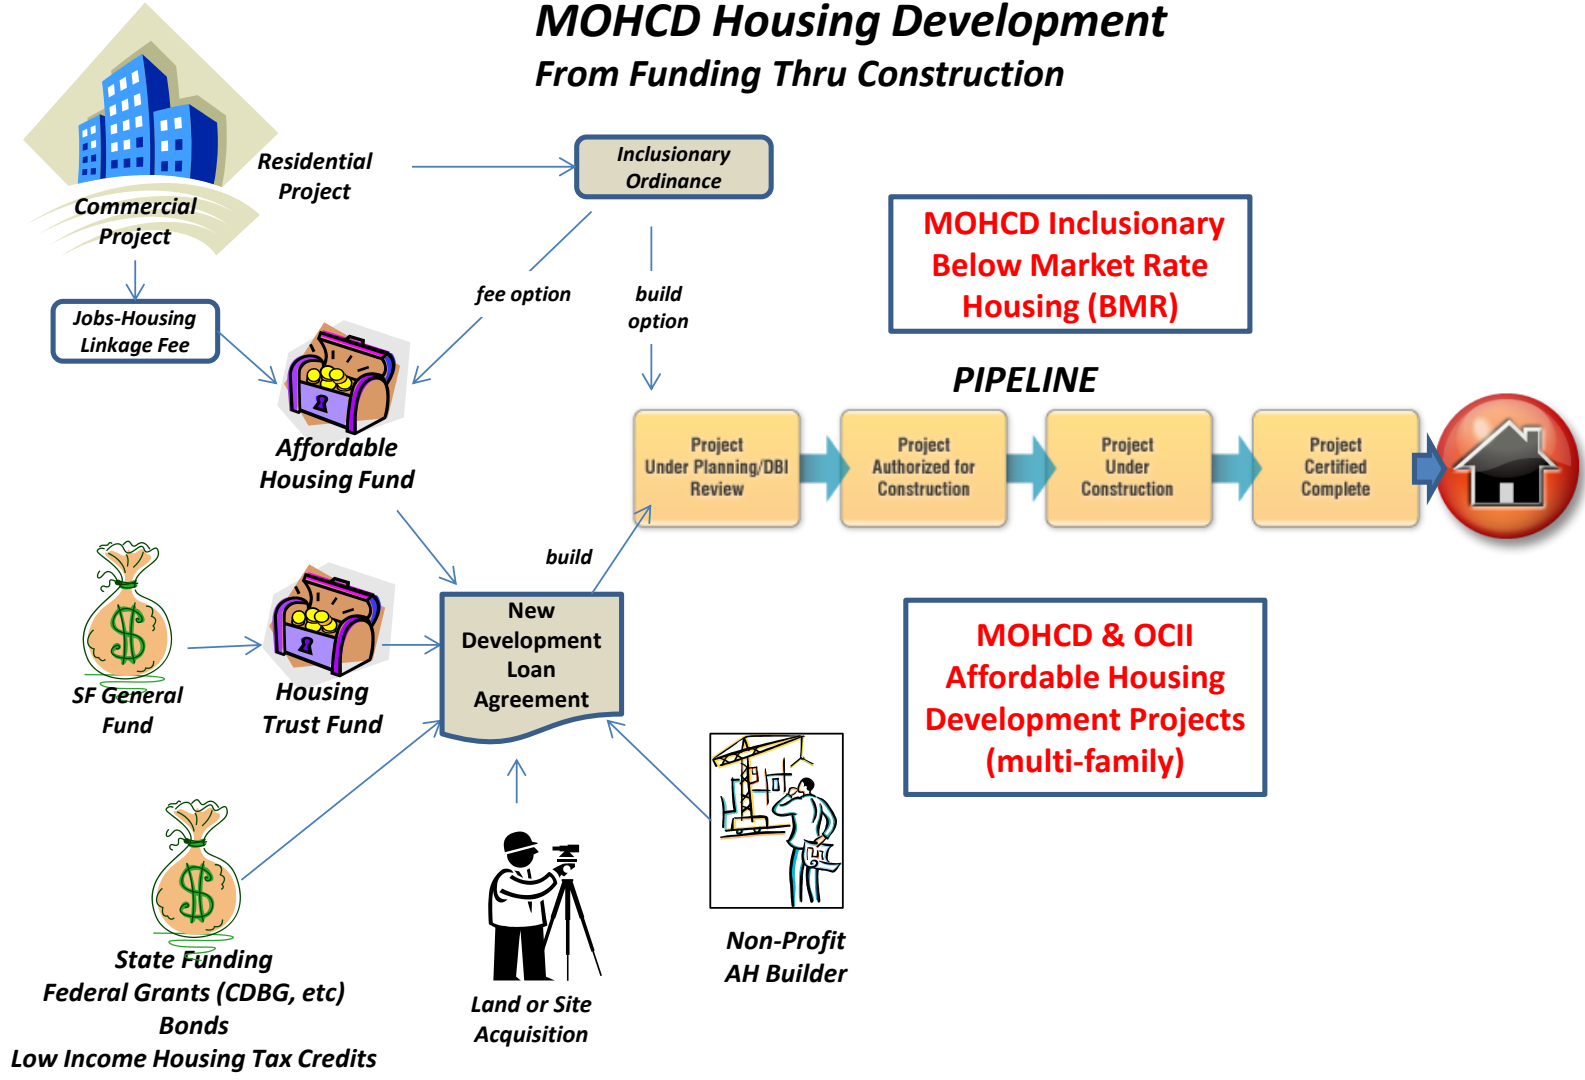 MOHCD Housing Development
From Funding Thru Construction
Residential
Project
Inclusionary
Ordinance
Commercial
Project
MOHCD Inclusionary
Below Market Rate
Housing (BMR)
fee option
build
option
Jobs-Housing
Linkage Fee
PIPELINE
Affordable
Housing Fund
Project
Under Planning/DBI
Review
Project
Authorized for
Construction
Project
Under
Construction
Project
Certified
Complete
build
New
Development
Loan
Agreement
SF General
Fund
Housing
Trust Fund
MOHCD & OCII
Affordable Housing
Development Projects
(multi-family)
State Funding
Federal Grants (CDBG, etc)
Bonds
Low Income Housing Tax Credits
Land or Site
Acquisition
Non-Profit
AH Builder